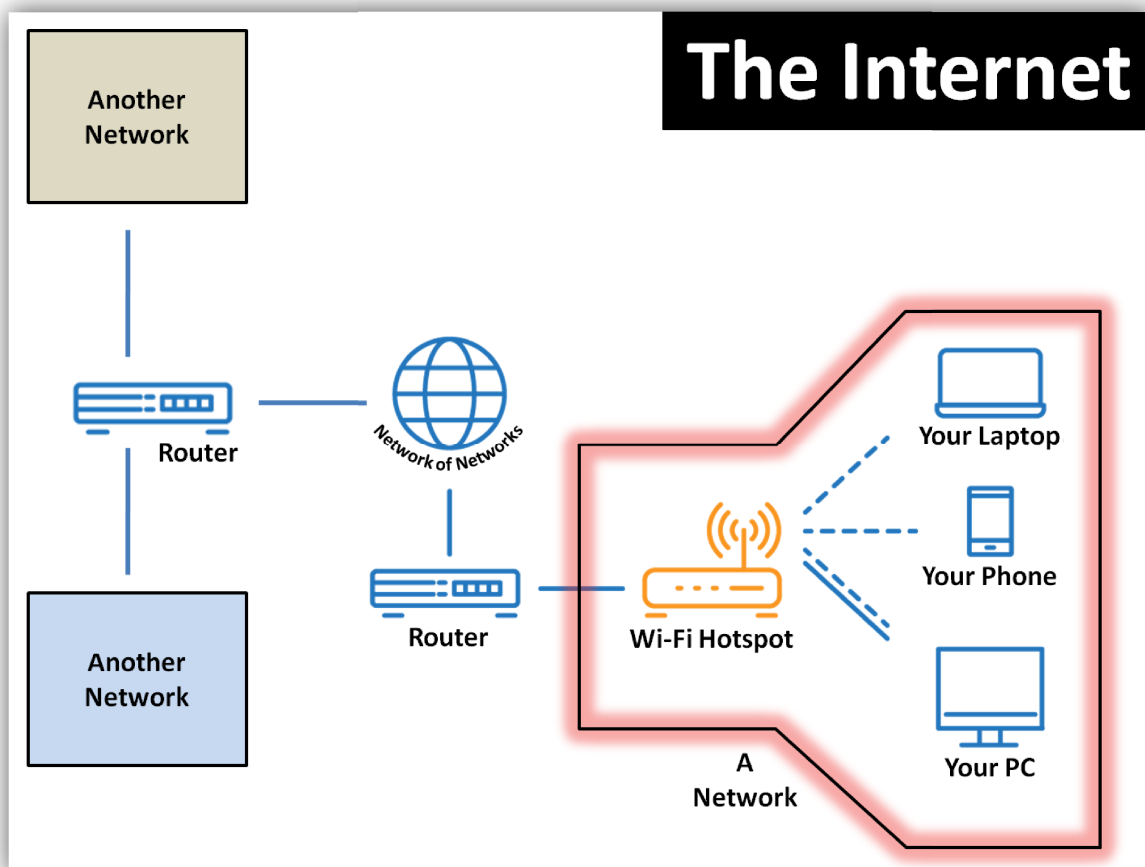 The Internet
Another
Network
Network of Networks
Router
Router
Another
Network
Wi-Fi Hotspot
Your Laptop
Your Phone
Your PC
A
Network